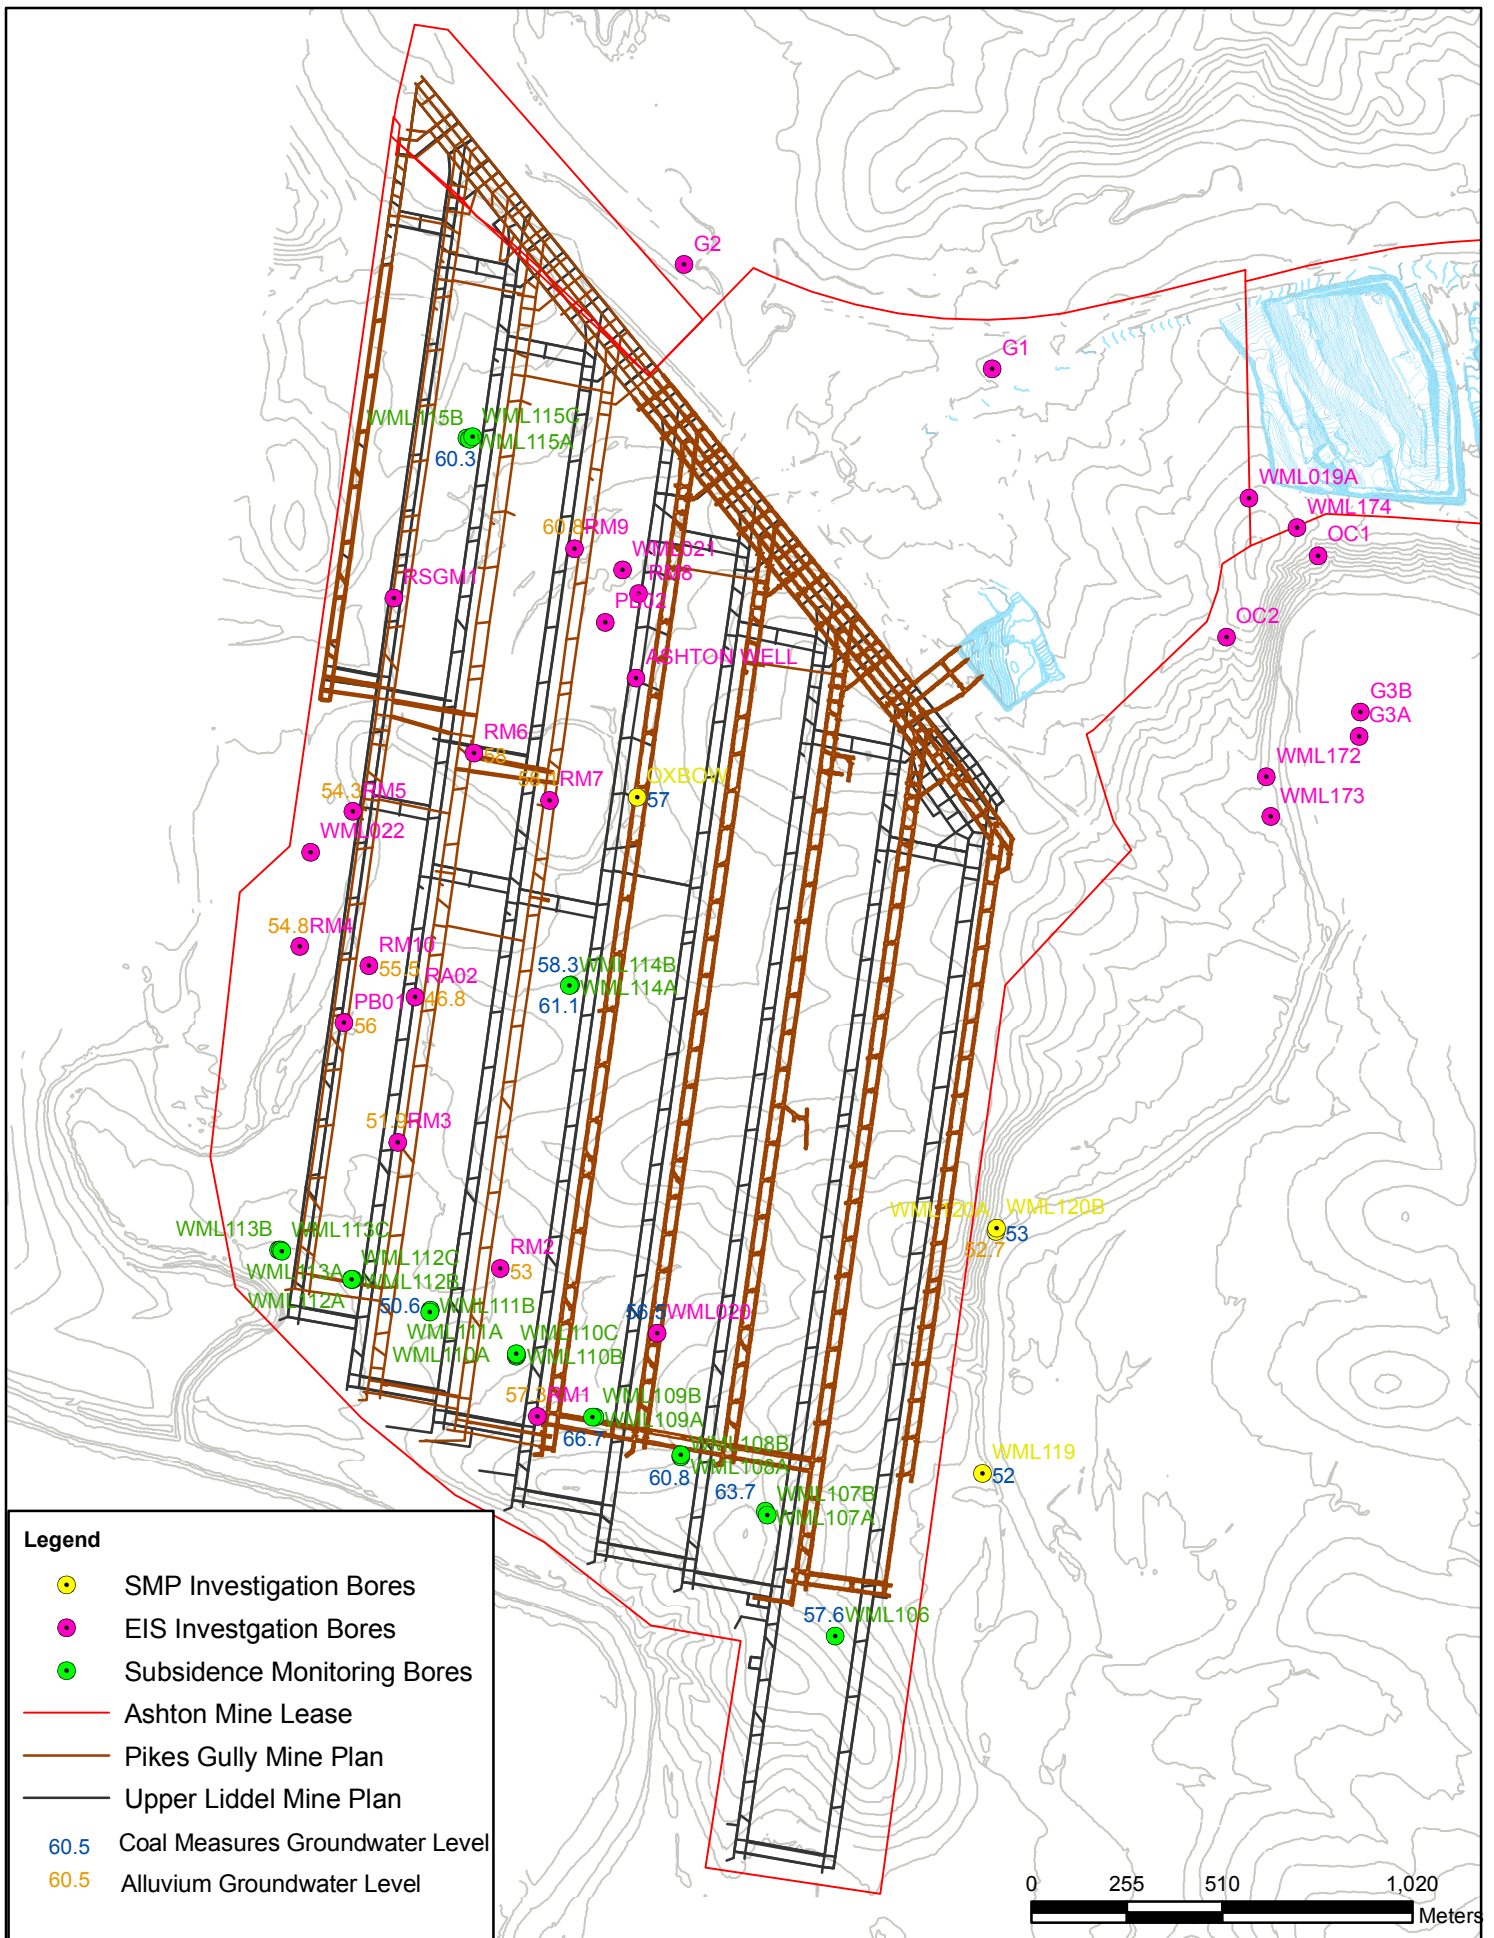 G2
G1
WML115B
WML115C
WML115A
60.3
WML019A
WML174
OC1
60.8
RM9
WML021
RM8
RSGM1
PB02
OC2
ASHTON WELL
G3B
G3A
RM6
58
WML172
RM7
OXBOW
57
54.3
RM5
WML173
WML022
54.8
RM4
RM10
55.5
58.3
WML114B
WML114A
61.1
RA02
46.8
PB01
56
51.9
RM3
WML120A
WML120B
53
52.7
WML113B
WML113C
WML113A
WML112C
WML112B
WML112A
RM2
53
50.6
WML111B
WML111A
56.5
WML020
WML110C
WML110A
WML110B
57.3
RM1
WML109B
WML109A
66.7
WML108B
WML108A
60.8
63.7
WML119
52
WML107B
WML107A
57.6
WML106
Legend
SMP Investigation Bores
EIS Investgation Bores
Subsidence Monitoring Bores
Ashton Mine Lease
Pikes Gully Mine Plan
Upper Liddel Mine Plan
60.5 Coal Measures Groundwater Level
60.5 Alluvium Groundwater Level
0 255 510 1,020
Meters